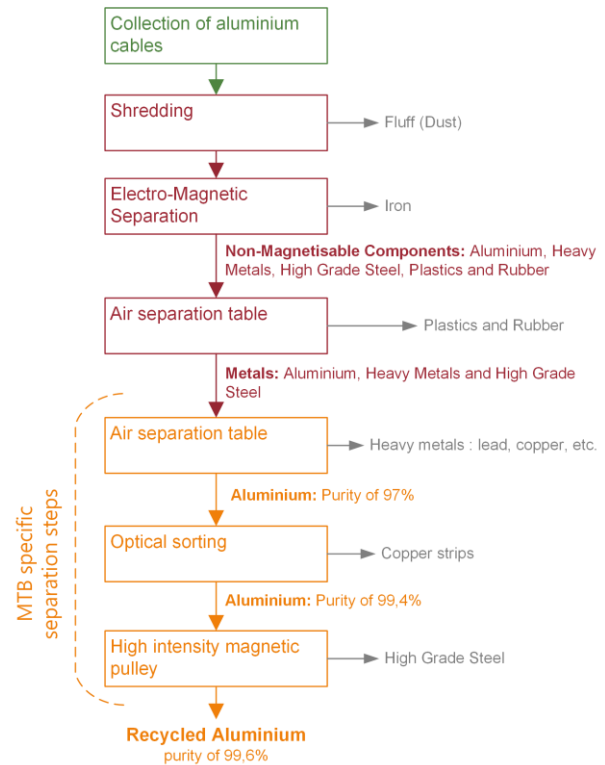 Collection of aluminium
cables
Shredding
Fluff (Dust)
Electro-Magnetic
Separation
Iron
Non-Magnetisable Components: Aluminium, Heavy
Metals, High Grade Steel, Plastics and Rubber
Air separation table
Plastics and Rubber
Metals: Aluminium, Heavy Metals and High Grade
Steel
MTB specific
separation steps
Air separation table
Heavy metals : lead, copper, etc.
Aluminium: Purity of 97%
Optical sorting
Copper strips
Aluminium: Purity of 99,4%
High intensity magnetic
pulley
High Grade Steel
Recycled Aluminium
purity of 99,6%